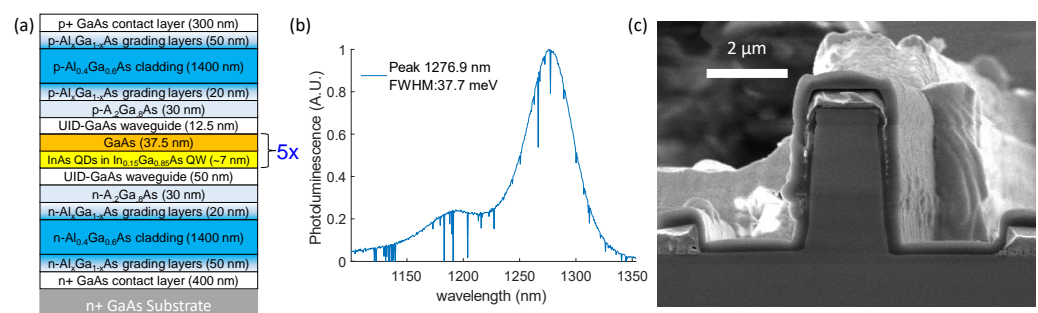 (a)
p+ GaAs contact layer (300 nm)
p-AlxGa1-xAs grading layers (50 nm)
p-Al0.4Ga0.6As cladding (1400 nm)
p-AlxGa1-xAs grading layers (20 nm)
p-A.2Ga.8As (30 nm)
UID-GaAs waveguide (12.5 nm)
GaAs (37.5 nm)
InAs QDs in In0.15Ga0.85As QW (~7 nm)
5x
UID-GaAs waveguide (50 nm)
n-A.2Ga.8As (30 nm)
n-AlxGa1-xAs grading layers (20 nm)
n-Al0.4Ga0.6As cladding (1400 nm)
n-AlxGa1-xAs grading layers (50 nm)
n+ GaAs contact layer (400 nm)
n+ GaAs Substrate
(b)
Photoluminescence (A.U.)
1
0.8
0.6
0.4
0.2
0
Peak 1276.9 nm
FWHM:37.7 meV
1150 1200 1250 1300 1350
wavelength (nm)
(c)
2 μm